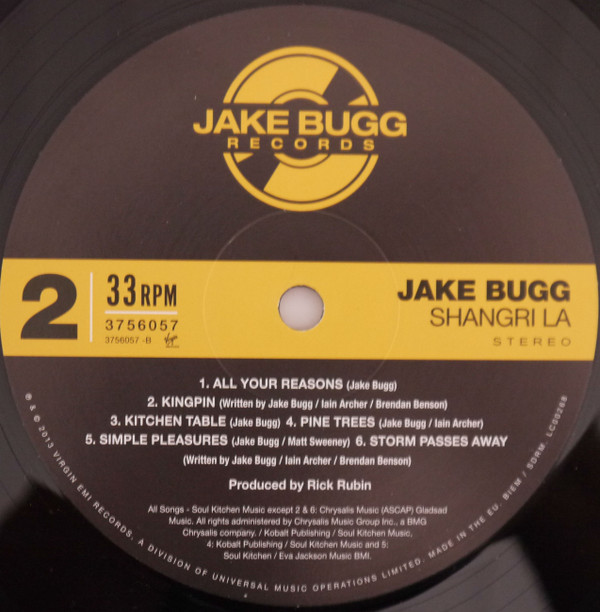 JAKE BUGG
RECORDS
2
33 RPM
3756057
3756057 -B
Virgin
JAKE BUGG
SHANGRI LA
STEREO
1. ALL YOUR REASONS (Jake Bugg)
2. KINGPIN (Written by Jake Bugg / Iain Archer / Brendan Benson)
3. KITCHEN TABLE (Jake Bugg) 4. PINE TREES (Jake Bugg / Iain Archer)
5. SIMPLE PLEASURES (Jake Bugg / Matt Sweeney) 6. STORM PASSES AWAY
(Written by Jake Bugg / Iain Archer / Brendan Benson)
Produced by Rick Rubin
All Songs - Soul Kitchen Music except 2 & 6: Chrysalis Music (ASCAP) Gladsad
Music. All rights administered by Chrysalis Music Group Inc., a BMG
Chrysalis company. / Kobalt Publishing / Soul Kitchen Music,
4: Kobalt Publishing / Soul Kitchen Music and 5:
Soul Kitchen / Eva Jackson Music BMI.
℗ & © 2013 VIRGIN EMI RECORDS. A DIVISION OF UNIVERSAL MUSIC OPERATIONS LIMITED. MADE IN THE EU. BIEM / SDRM. LC00268